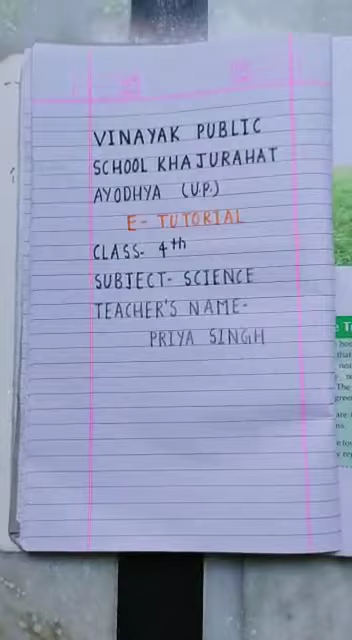 VINAYAK PUBLIC
SCHOOL KHAJURAHAT
AYODHYA (U.P.)
E- TUTORIAL
CLASS- 4th
SUBJECT- SCIENCE
TEACHER'S NAME-
PRIYA SINGH